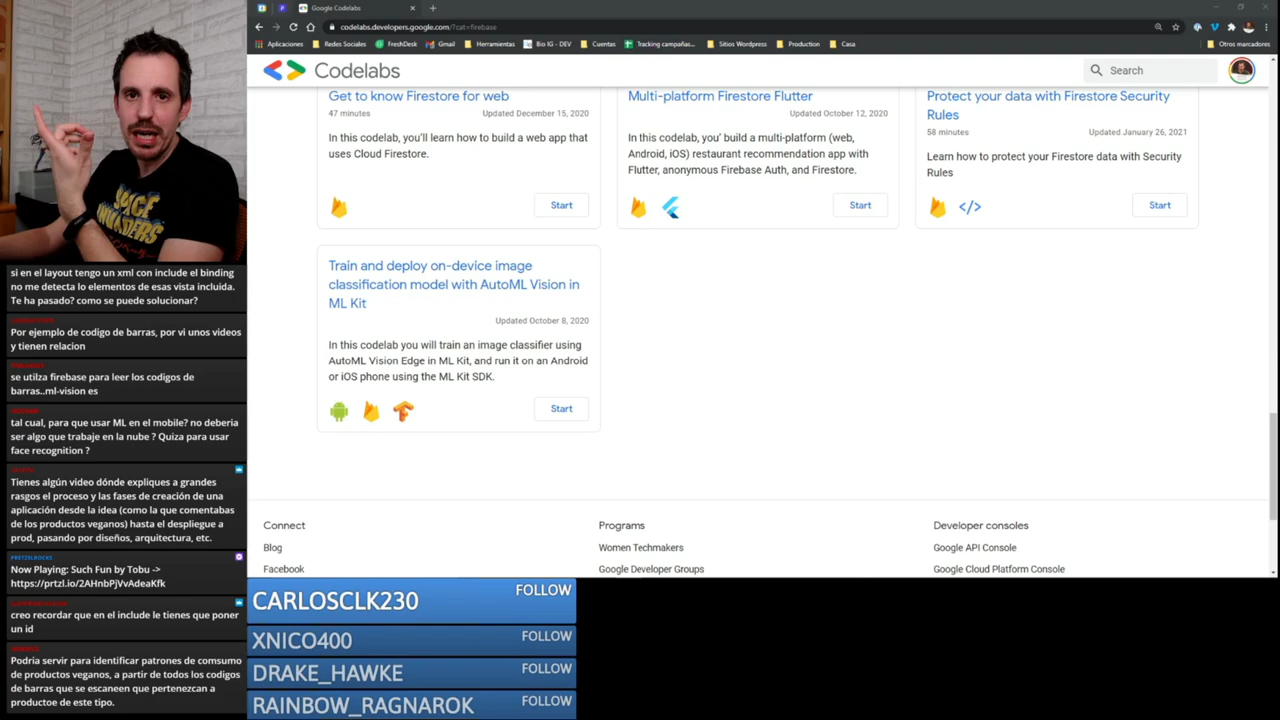 Google Codelabs
codelabs.developers.google.com/?cat=firebase
Aplicaciones
Redes Sociales
FreshDesk
Gmail
Herramientas
Bio IG - DEV
Cuentas
Tracking campañas...
Sitios Wordpress
Production
Casa
Otros marcadores
Codelabs
Search
Get to know Firestore for web
47 minutes
Updated December 15, 2020
In this codelab, you'll learn how to build a web app that
uses Cloud Firestore.
Start
Multi-platform Firestore Flutter
Updated October 12, 2020
In this codelab, you' build a multi-platform (web,
Android, iOS) restaurant recommendation app with
Flutter, anonymous Firebase Auth, and Firestore.
Start
Protect your data with Firestore Security
Rules
58 minutes
Updated January 26, 2021
Learn how to protect your Firestore data with Security
Rules
Start
Train and deploy on-device image
classification model with AutoML Vision in
ML Kit
Updated October 8, 2020
In this codelab you will train an image classifier using
AutoML Vision Edge in ML Kit, and run it on an Android
or iOS phone using the ML Kit SDK.
Start
Connect
Blog
Facebook
Programs
Women Techmakers
Google Developer Groups
Developer consoles
Google API Console
Google Cloud Platform Console
SPACE
INVADERS
si en el layout tengo un xml con include el binding
no me detecta lo elementos de esas vista incluida.
Te ha pasado? como se puede solucionar?
Por ejemplo de codigo de barras, por vi unos videos
y tienen relacion
se utilza firebase para leer los codigos de
barras..ml-vision es
tal cual, para que usar ML en el mobile? no deberia
ser algo que trabaje en la nube ? Quiza para usar
face recognition ?
Tienes algún video dónde expliques a grandes
rasgos el proceso y las fases de creación de una
aplicación desde la idea (como la que comentabas
de los productos veganos) hasta el despliegue a
prod, pasando por diseños, arquitectura, etc.
PRETZELROCKS
Now Playing: Such Fun by Tobu ->
https://prtzl.io/2AHnbPjVvAdeaKfk
creo recordar que en el include le tienes que poner
un id
Podria servir para identificar patrones de comsumo
de productos veganos, a partir de todos los codigos
de barras que se escaneen que pertenezcan a
productoe de este tipo.
CARLOSCLK230
FOLLOW
XNICO400
FOLLOW
DRAKE_HAWKE
FOLLOW
RAINBOW_RAGNAROK
FOLLOW